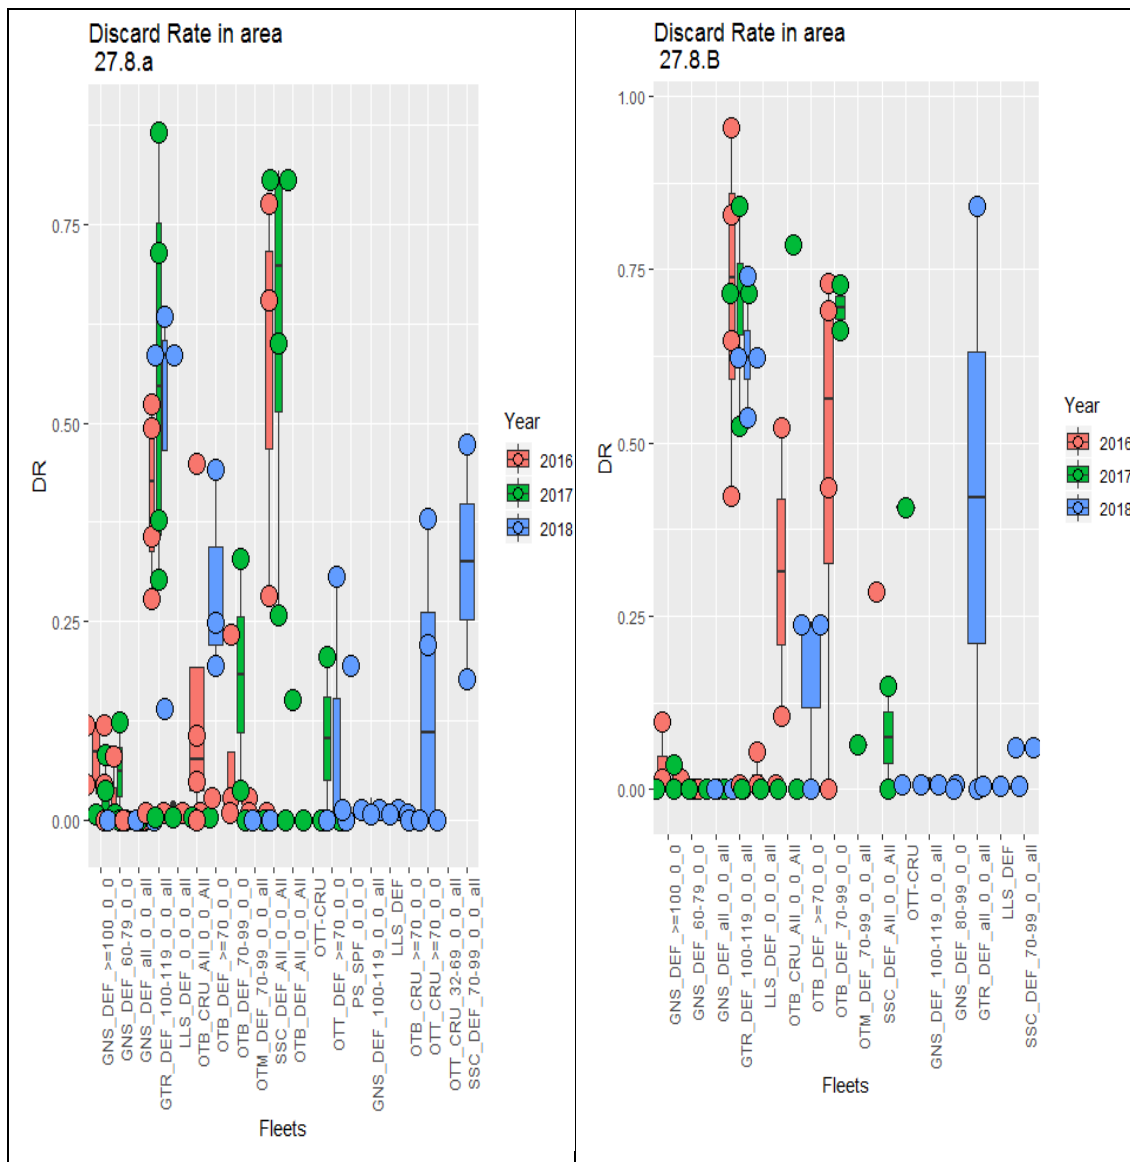 Discard Rate in area
27.8.a
DR
0.75
0.50
0.25
0.00
Year
2016
2017
2018
GNS_DEF_>=100_0_0
GNS_DEF_60-79_0_0
GNS_DEF_all_0_0_all
GTR_DEF_100-119_0_0_all
LLS_DEF_0_0_0_all
OTB_CRU_All_0_0_All
OTB_DEF_>=70_0_0
OTB_DEF_70-99_0_0
OTM_DEF_70-99_0_0_all
SSC_DEF_All_0_0_All
OTB_DEF_All_0_0_All
OTT-CRU
OTT_DEF_>=70_0_0
PS_SPF_0_0_0
GNS_DEF_100-119_0_0_all
LLS_DEF
OTB_CRU_>=70_0_0
OTT_CRU_>=70_0_0
OTT_CRU_32-69_0_0_all
SSC_DEF_70-99_0_0_all
Fleets
Discard Rate in area
27.8.B
DR
1.00
0.75
0.50
0.25
0.00
Year
2016
2017
2018
GNS_DEF_>=100_0_0
GNS_DEF_60-79_0_0
GNS_DEF_all_0_0_all
GTR_DEF_100-119_0_0_all
LLS_DEF_0_0_0_all
OTB_CRU_All_0_0_All
OTB_DEF_>=70_0_0
OTB_DEF_70-99_0_0
OTM_DEF_70-99_0_0_all
SSC_DEF_All_0_0_All
OTT-CRU
GNS_DEF_100-119_0_0_all
GNS_DEF_80-99_0_0
GTR_DEF_all_0_0_all
LLS_DEF
SSC_DEF_70-99_0_0_all
Fleets